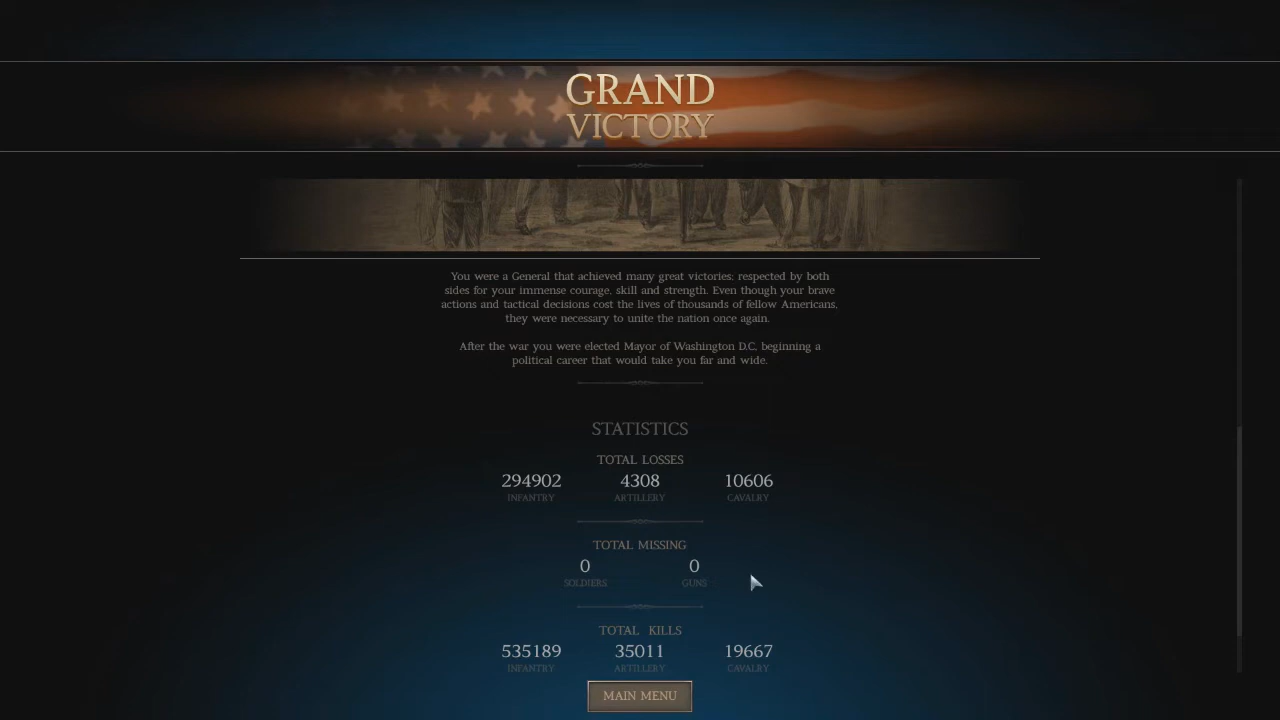 GRAND
VICTORY
You were a General that achieved many great victories; respected by both
sides for your immense courage, skill and strength. Even though your brave
actions and tactical decisions cost the lives of thousands of fellow Americans,
they were necessary to unite the nation once again.
After the war you were elected Mayor of Washington D.C, beginning a
political career that would take you far and wide.
STATISTICS
TOTAL LOSSES
294902 4308 10606
INFANTRY ARTILLERY CAVALRY
TOTAL MISSING
0 0
SOLDIERS GUNS
TOTAL KILLS
535189 35011 19667
INFANTRY ARTILLERY CAVALRY
MAIN MENU